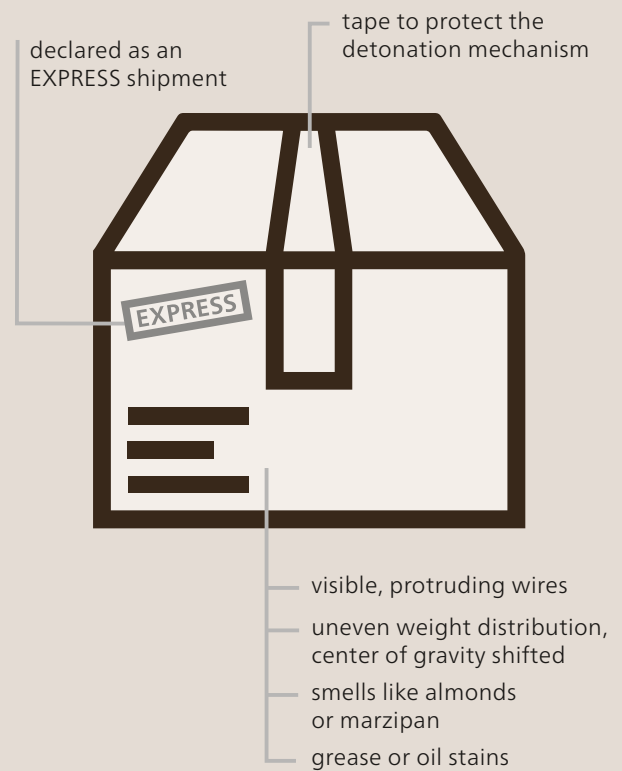 declared as an
EXPRESS shipment
tape to protect the
detonation mechanism
EXPRESS
visible, protruding wires
uneven weight distribution,
center of gravity shifted
smells like almonds
or marzipan
grease or oil stains